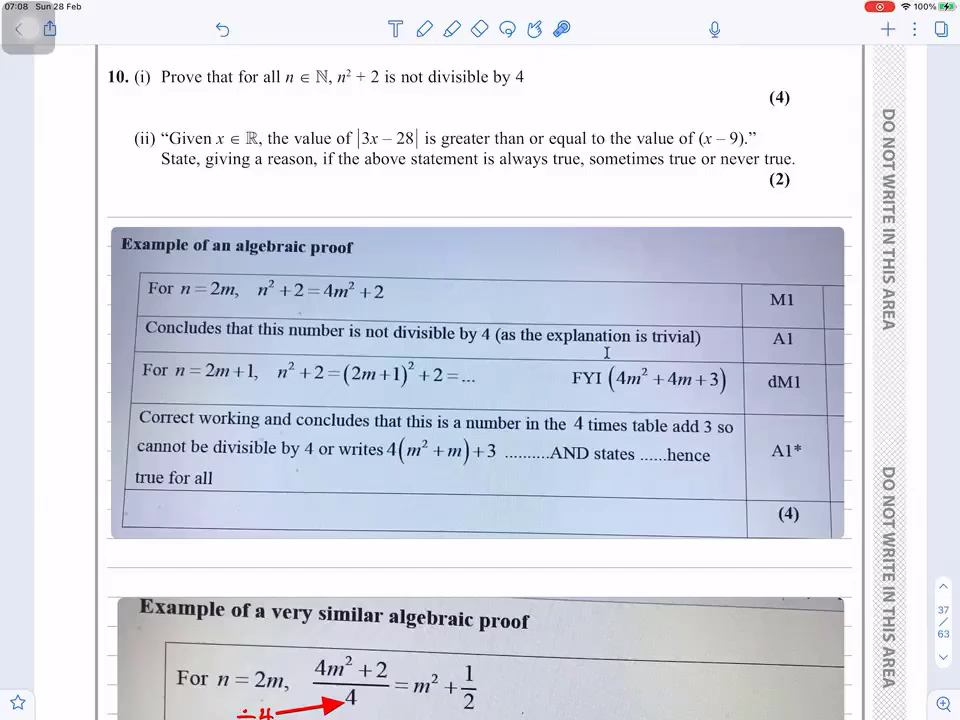 07:08 Sun 28 Feb
100%
10. (i) Prove that for all n ∈ ℕ, n² + 2 is not divisible by 4
(4)
(ii) “Given x ∈ ℝ, the value of |3x – 28| is greater than or equal to the value of (x – 9).”
State, giving a reason, if the above statement is always true, sometimes true or never true.
(2)
DO NOT WRITE IN THIS AREA
Example of an algebraic proof
For n = 2m, n² + 2 = 4m² + 2
M1
Concludes that this number is not divisible by 4 (as the explanation is trivial)
A1
For n = 2m + 1, n² + 2 = (2m + 1)² + 2 = ... FYI (4m² + 4m + 3)
dM1
Correct working and concludes that this is a number in the 4 times table add 3 so
cannot be divisible by 4 or writes 4(m² + m) + 3 ..........AND states ......hence
true for all
A1*
(4)
DO NOT WRITE IN THIS AREA
37
/
63
Example of a very similar algebraic proof
For n = 2m, (4m² + 2)/4 = m² + 1/2
÷4